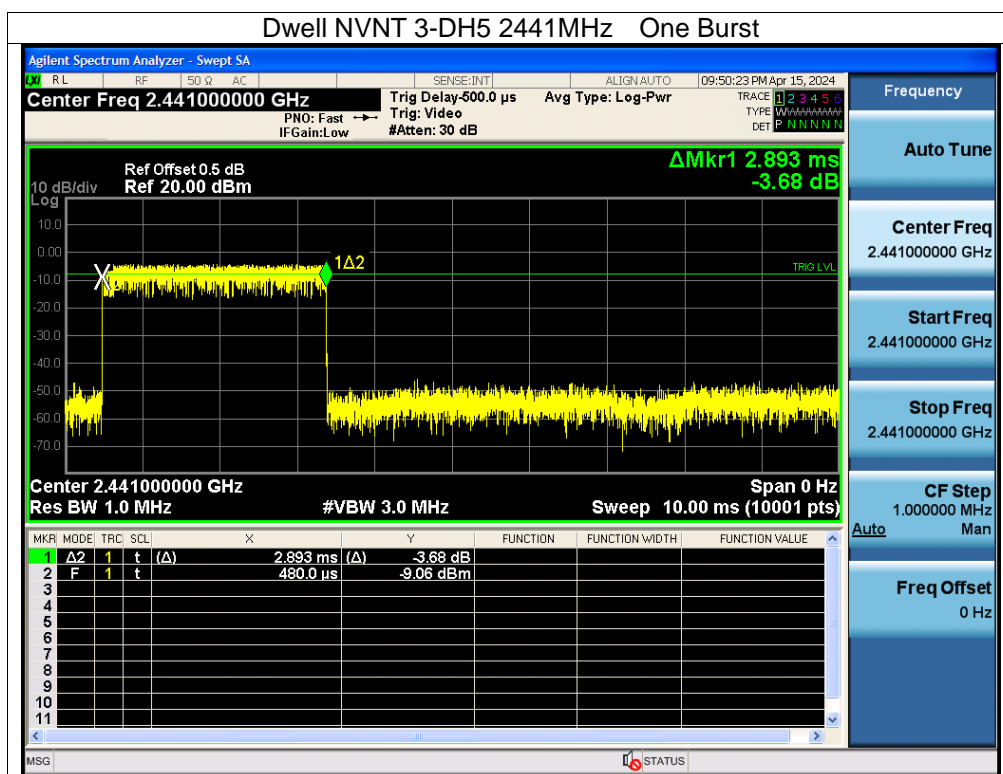 Dwell NVNT 3-DH5 2441MHz One Burst
Agilent Spectrum Analyzer - Swept SA
LXI RL RF 50 Ω AC SENSE:INT ALIGN AUTO 09:50:23 PM Apr 15, 2024
Center Freq 2.441000000 GHz Trig Delay-500.0 µs Avg Type: Log-Pwr TRACE 1 2 3 4 5 6
PNO: Fast Trig: Video TYPE WWWWWW
IFGain:Low #Atten: 30 dB DET P N N N N N
ΔMkr1 2.893 ms
-3.68 dB
Ref Offset 0.5 dB
10 dB/div Ref 20.00 dBm
Log
10.0
0.00
-10.0
-20.0
-30.0
-40.0
-50.0
-60.0
-70.0
1Δ2
TRIG LVL
Center 2.441000000 GHz Span 0 Hz
Res BW 1.0 MHz #VBW 3.0 MHz Sweep 10.00 ms (10001 pts)
MKR MODE TRC SCL X Y FUNCTION FUNCTION WIDTH FUNCTION VALUE
1 Δ2 1 t (Δ) 2.893 ms (Δ) -3.68 dB
2 F 1 t 480.0 µs -9.06 dBm
3
4
5
6
7
8
9
10
11
MSG STATUS
Frequency
Auto Tune
Center Freq
2.441000000 GHz
Start Freq
2.441000000 GHz
Stop Freq
2.441000000 GHz
CF Step
1.000000 MHz
Auto Man
Freq Offset
0 Hz